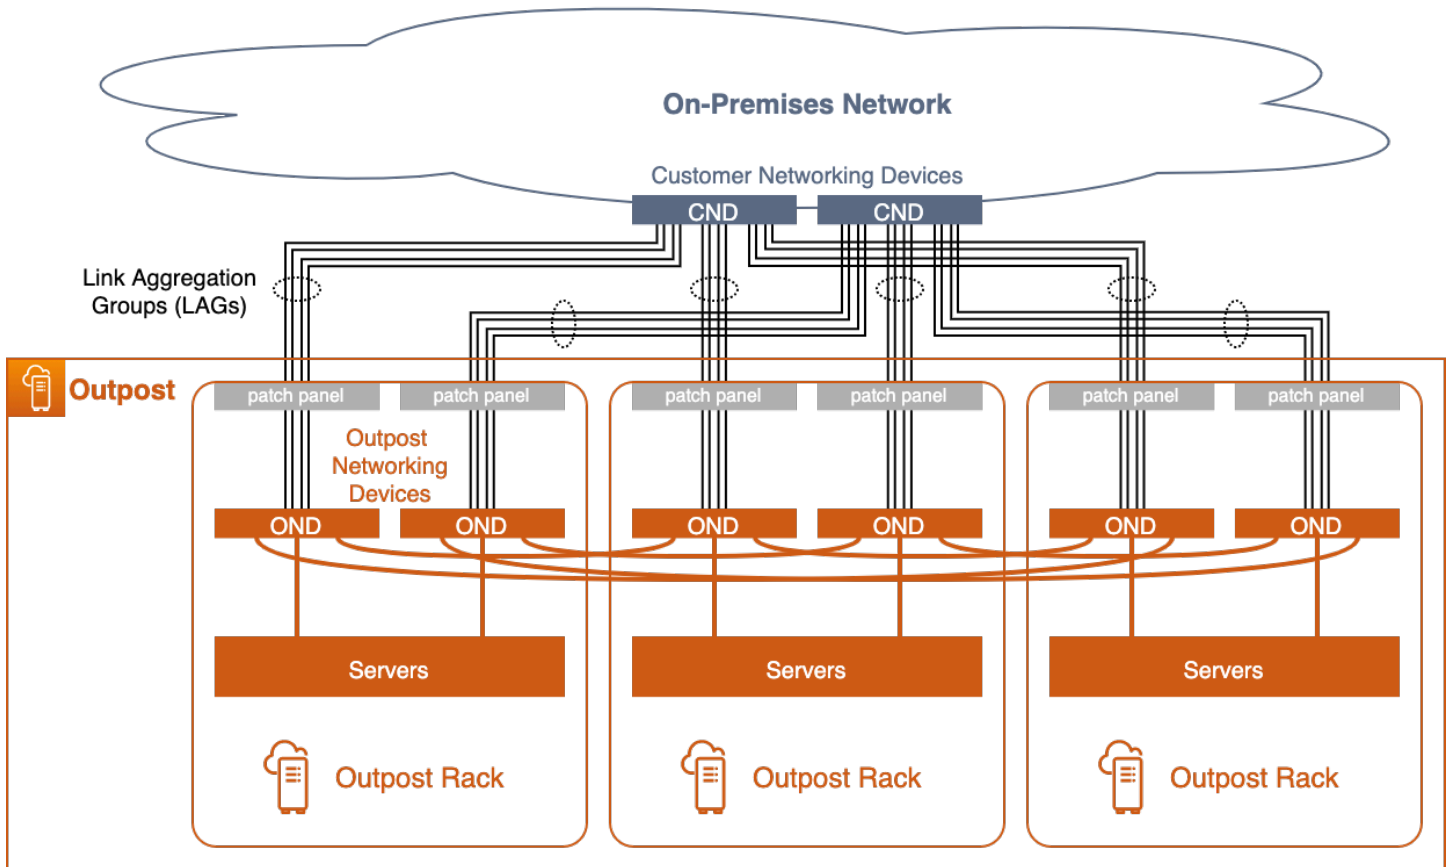 On-Premises Network
Customer Networking Devices
CND CND
Link Aggregation
Groups (LAGs)
Outpost
patch panel patch panel patch panel patch panel patch panel patch panel
Outpost
Networking
Devices
OND OND OND OND OND OND
Servers Servers Servers
Outpost Rack Outpost Rack Outpost Rack